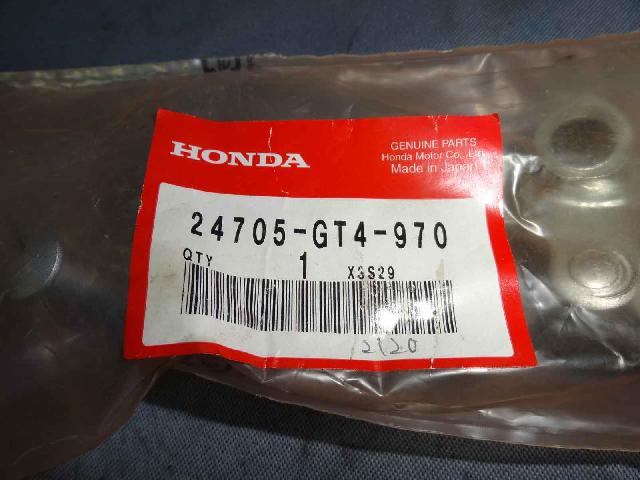 HONDA
GENUINE PARTS
Honda Motor Co., Ltd.
Made in Japan
24705-GT4-970
QTY 1 X3S29
2120